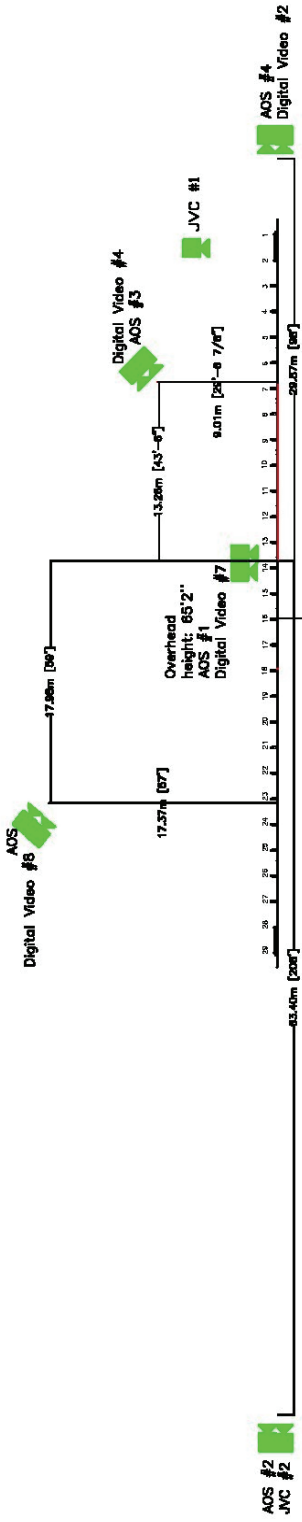 AOS #4
Digital Video #2
JVC #1
Digital Video #4
AOS #3
13.26m [43'-6"]
9.01m [29'-6 7/8"]
29.87m [98']
Overhead
height: 65'2"
AOS #1
Digital Video #7
17.98m [59']
17.37m [57']
AOS
Digital Video #8
63.40m [208']
29 28 27 26 25 24 23 22 21 20 19 18 17 16 15 14 13 12 11 10 9 8 7 6 5 4 3 2 1
AOS #2
JVC #2